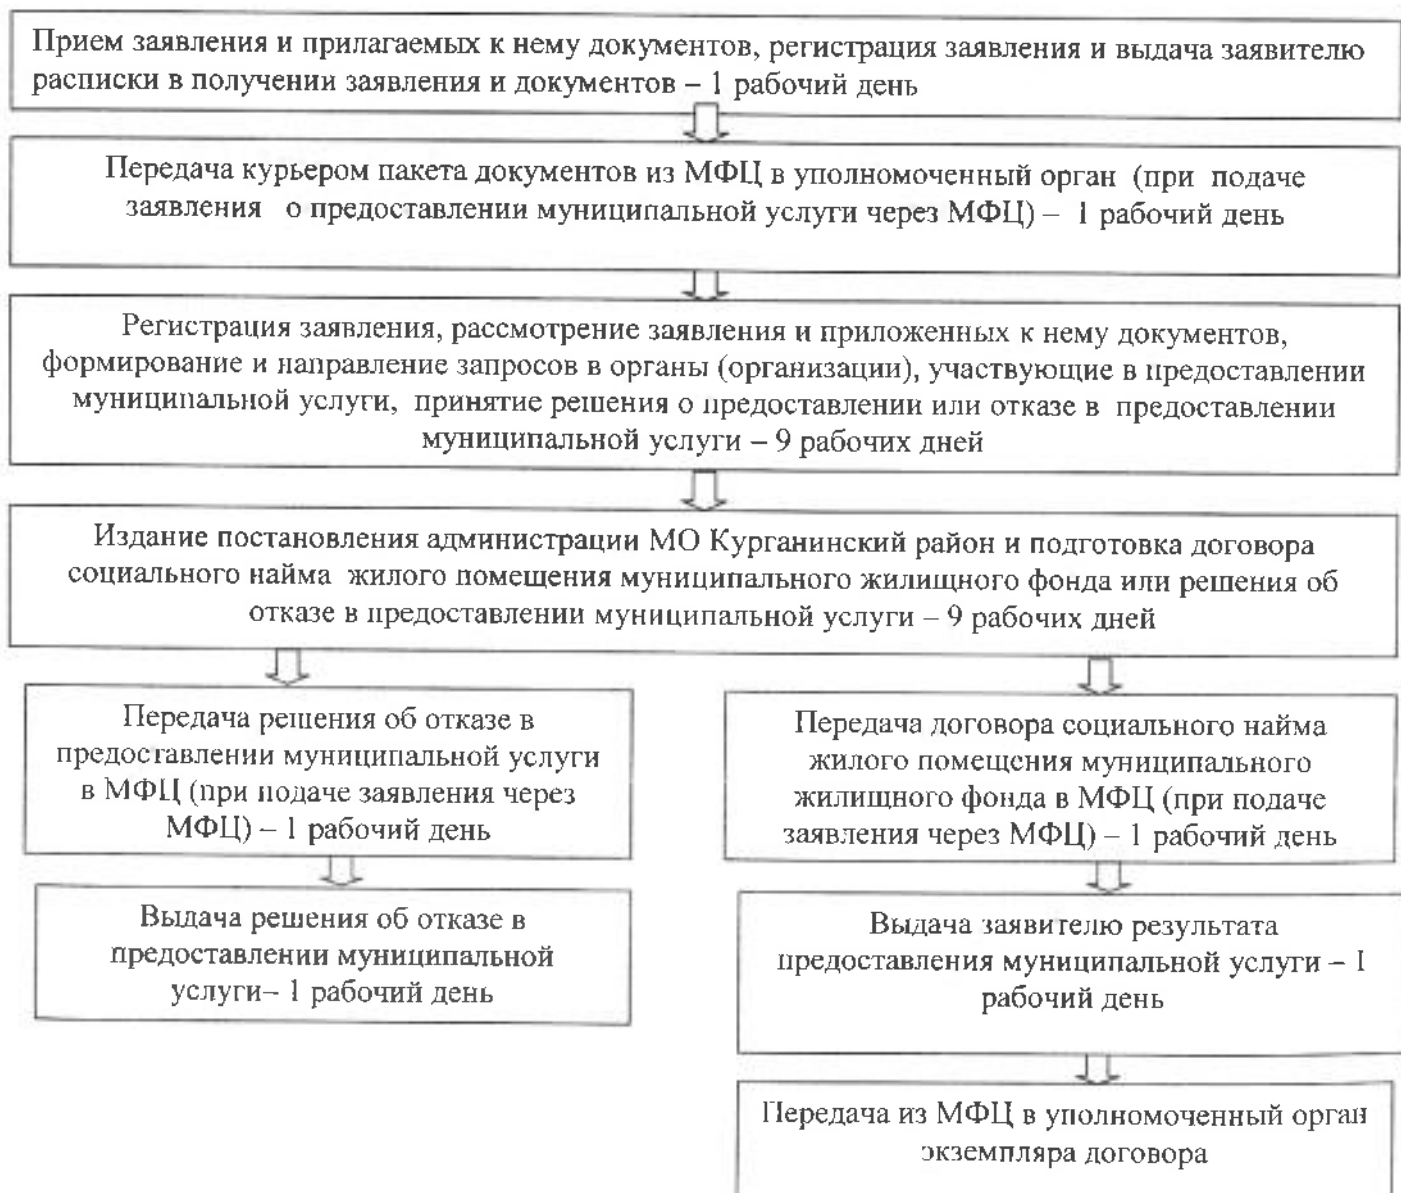 Прием заявления и прилагаемых к нему документов, регистрация заявления и выдача заявителю
расписки в получении заявления и документов – 1 рабочий день
Передача курьером пакета документов из МФЦ в уполномоченный орган (при подаче
заявления о предоставлении муниципальной услуги через МФЦ) – 1 рабочий день
Регистрация заявления, рассмотрение заявления и приложенных к нему документов,
формирование и направление запросов в органы (организации), участвующие в предоставлении
муниципальной услуги, принятие решения о предоставлении или отказе в предоставлении
муниципальной услуги – 9 рабочих дней
Издание постановления администрации МО Курганинский район и подготовка договора
социального найма жилого помещения муниципального жилищного фонда или решения об
отказе в предоставлении муниципальной услуги – 9 рабочих дней
Передача решения об отказе в
предоставлении муниципальной услуги
в МФЦ (при подаче заявления через
МФЦ) – 1 рабочий день
Выдача решения об отказе в
предоставлении муниципальной
услуги– 1 рабочий день
Передача договора социального найма
жилого помещения муниципального
жилищного фонда в МФЦ (при подаче
заявления через МФЦ) – 1 рабочий день
Выдача заявителю результата
предоставления муниципальной услуги – 1
рабочий день
Передача из МФЦ в уполномоченный орган
экземпляра договора